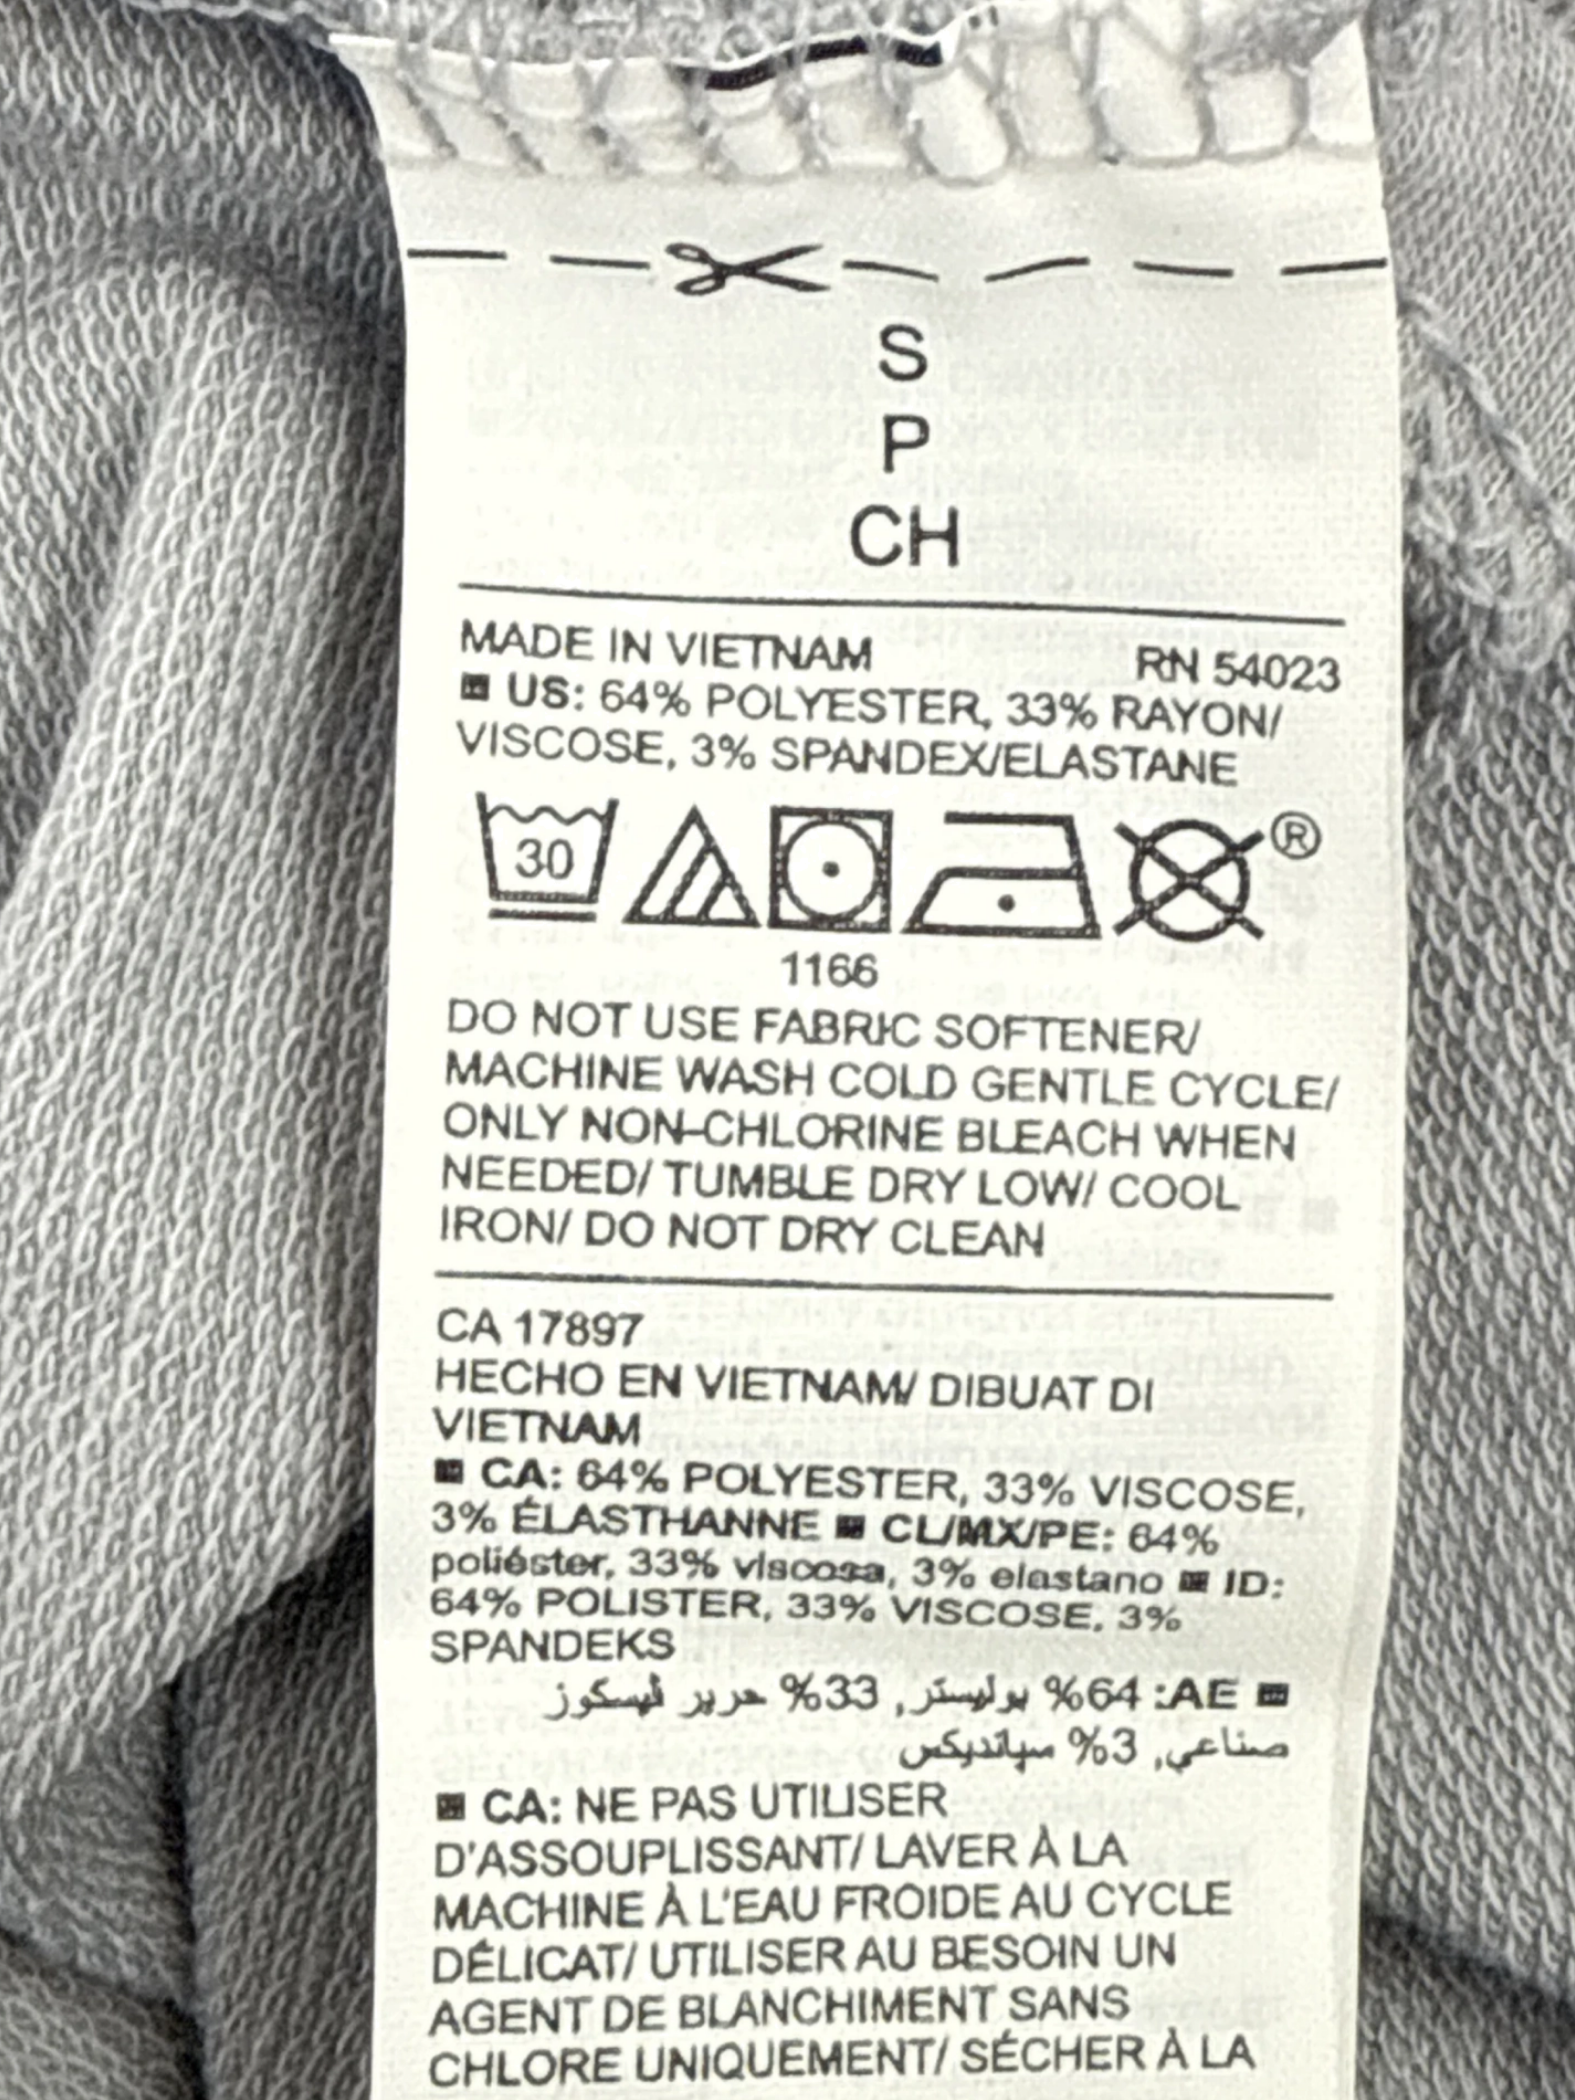 S
P
CH
MADE IN VIETNAM RN 54023
US: 64% POLYESTER, 33% RAYON/
VISCOSE, 3% SPANDEX/ELASTANE
30 ®
1166
DO NOT USE FABRIC SOFTENER/
MACHINE WASH COLD GENTLE CYCLE/
ONLY NON-CHLORINE BLEACH WHEN
NEEDED/ TUMBLE DRY LOW/ COOL
IRON/ DO NOT DRY CLEAN
CA 17897
HECHO EN VIETNAM/ DIBUAT DI
VIETNAM
CA: 64% POLYESTER, 33% VISCOSE,
3% ÉLASTHANNE CL/MX/PE: 64%
poliéster, 33% viscosa, 3% elastano ID:
64% POLISTER, 33% VISCOSE, 3%
SPANDEKS
AE: 64% بوليستر, 33% حرير ڤيسكوز
صناعي, 3% سپانديكس
CA: NE PAS UTILISER
D'ASSOUPLISSANT/ LAVER À LA
MACHINE À L'EAU FROIDE AU CYCLE
DÉLICAT/ UTILISER AU BESOIN UN
AGENT DE BLANCHIMENT SANS
CHLORE UNIQUEMENT/ SÉCHER À LA